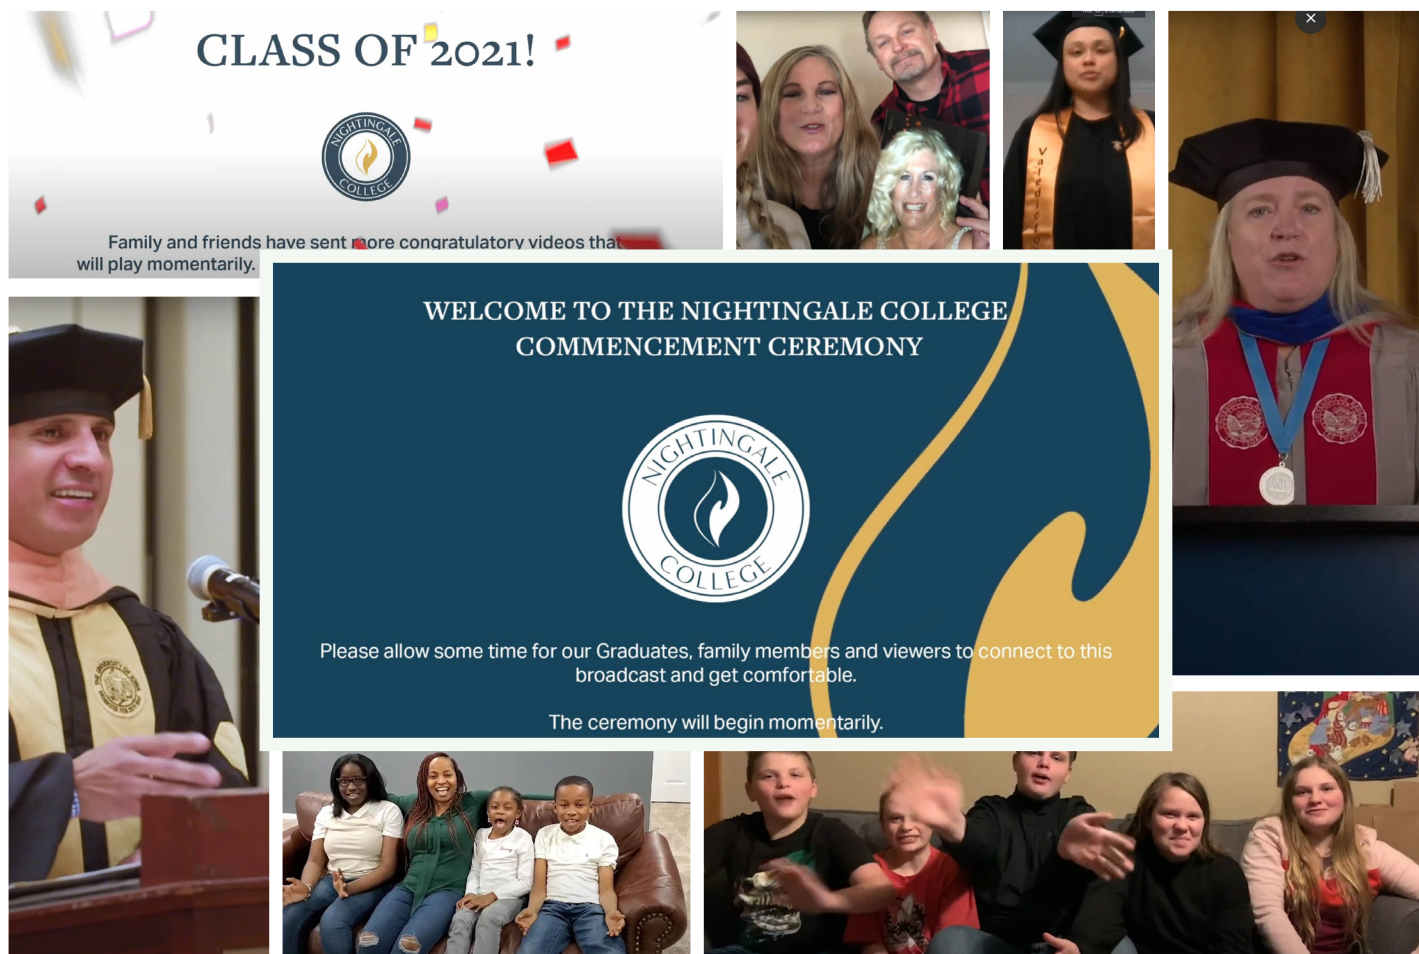 CLASS OF 2021!
NIGHTINGALE
COLLEGE
Family and friends have sent more congratulatory videos that
will play momentarily.
Valedicto
WELCOME TO THE NIGHTINGALE COLLEGE
COMMENCEMENT CEREMONY
NIGHTINGALE
COLLEGE
Please allow some time for our Graduates, family members and viewers to connect to this
broadcast and get comfortable.
The ceremony will begin momentarily.